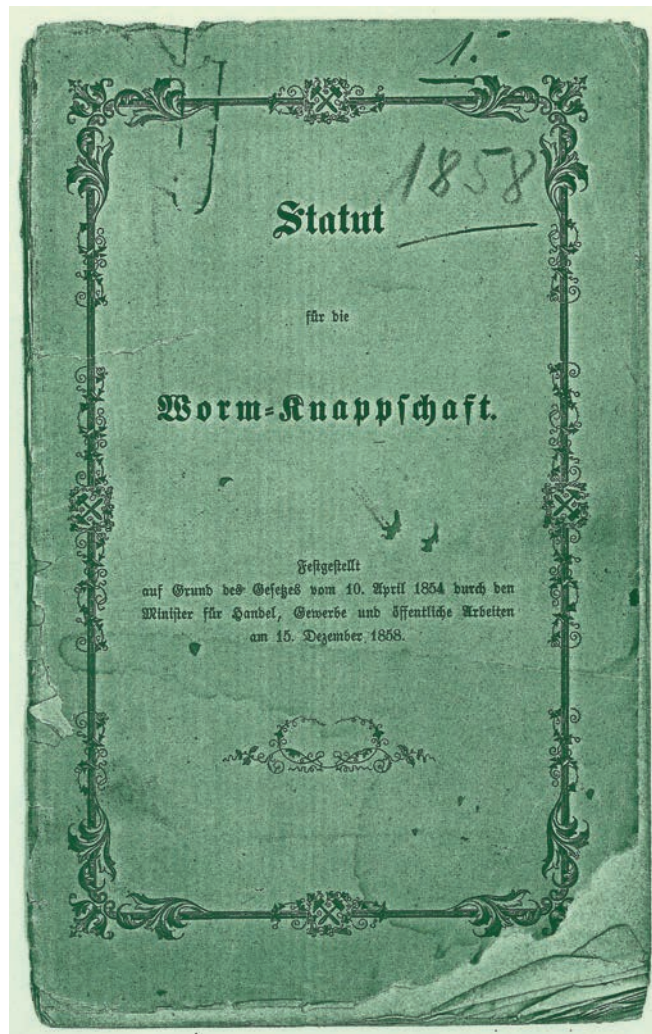 1.
1858
Statut
für die
Worm-Knappschaft.
Festgestellt
auf Grund des Gesetzes vom 10. April 1854 durch den
Minister für Handel, Gewerbe und öffentliche Arbeiten
am 15. Dezember 1858.